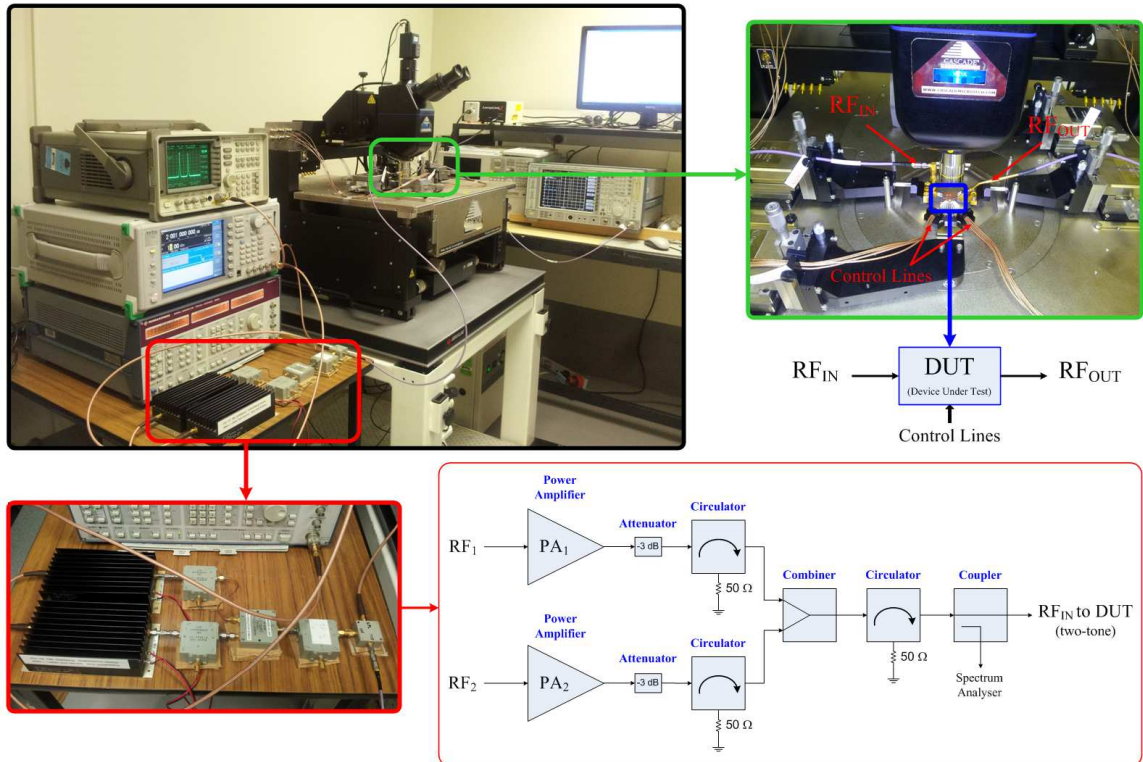 CASCADE
RF_IN
RF_OUT
Control Lines
RF_IN
DUT
(Device Under Test)
RF_OUT
Control Lines
Power
Amplifier
Attenuator
Circulator
RF_1
PA_1
-3 dB
50 Ω
Combiner
Circulator
Coupler
RF_IN to DUT
(two-tone)
50 Ω
Spectrum
Analyser
Power
Amplifier
Attenuator
Circulator
RF_2
PA_2
-3 dB
50 Ω